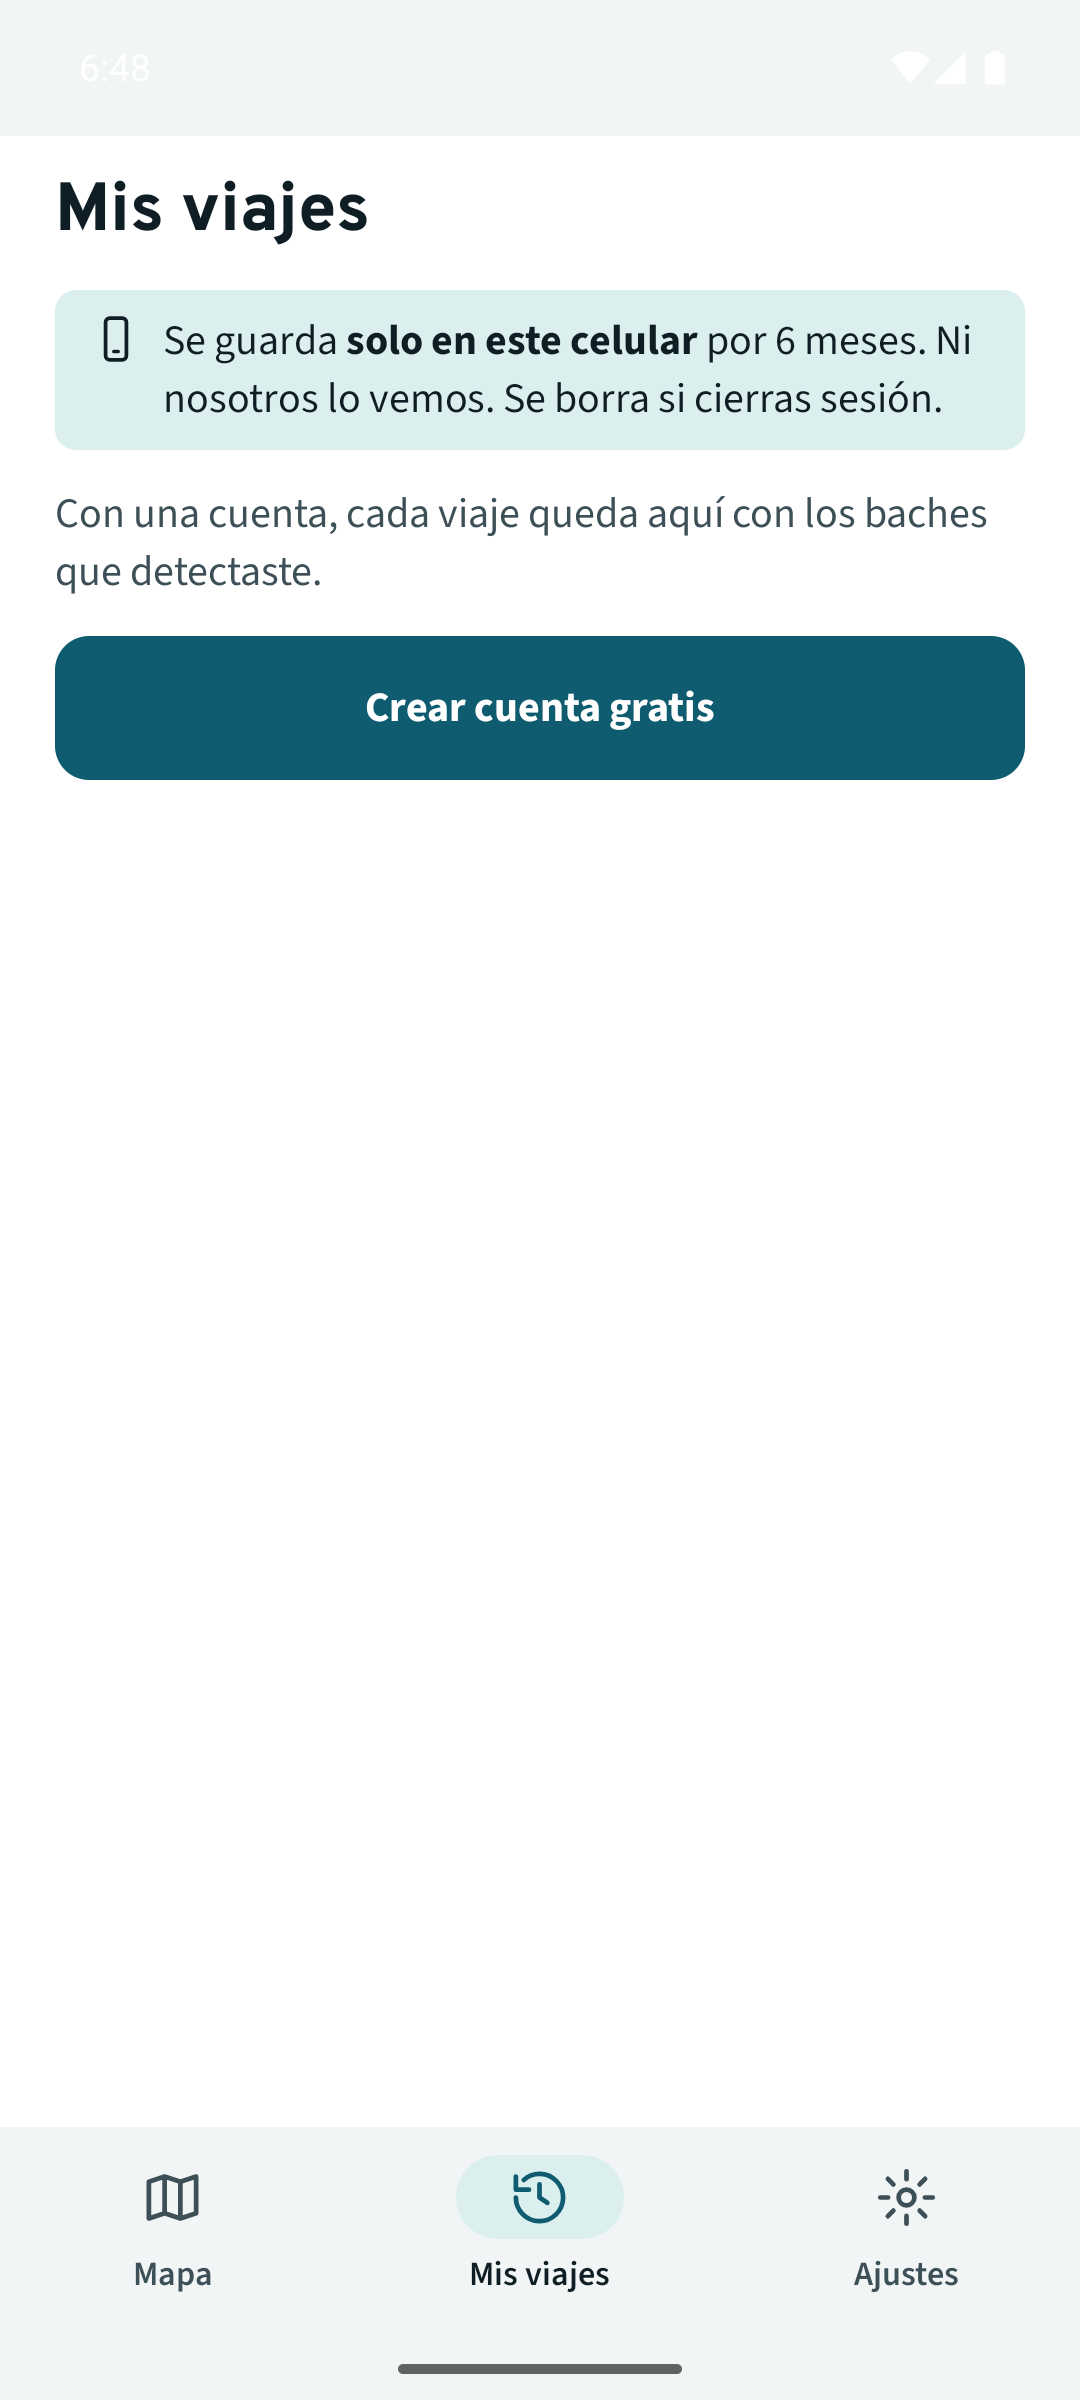 6:48
Mis viajes
Se guarda solo en este celular por 6 meses. Ni
nosotros lo vemos. Se borra si cierras sesión.
Con una cuenta, cada viaje queda aquí con los baches
que detectaste.
Crear cuenta gratis
Mapa
Mis viajes
Ajustes